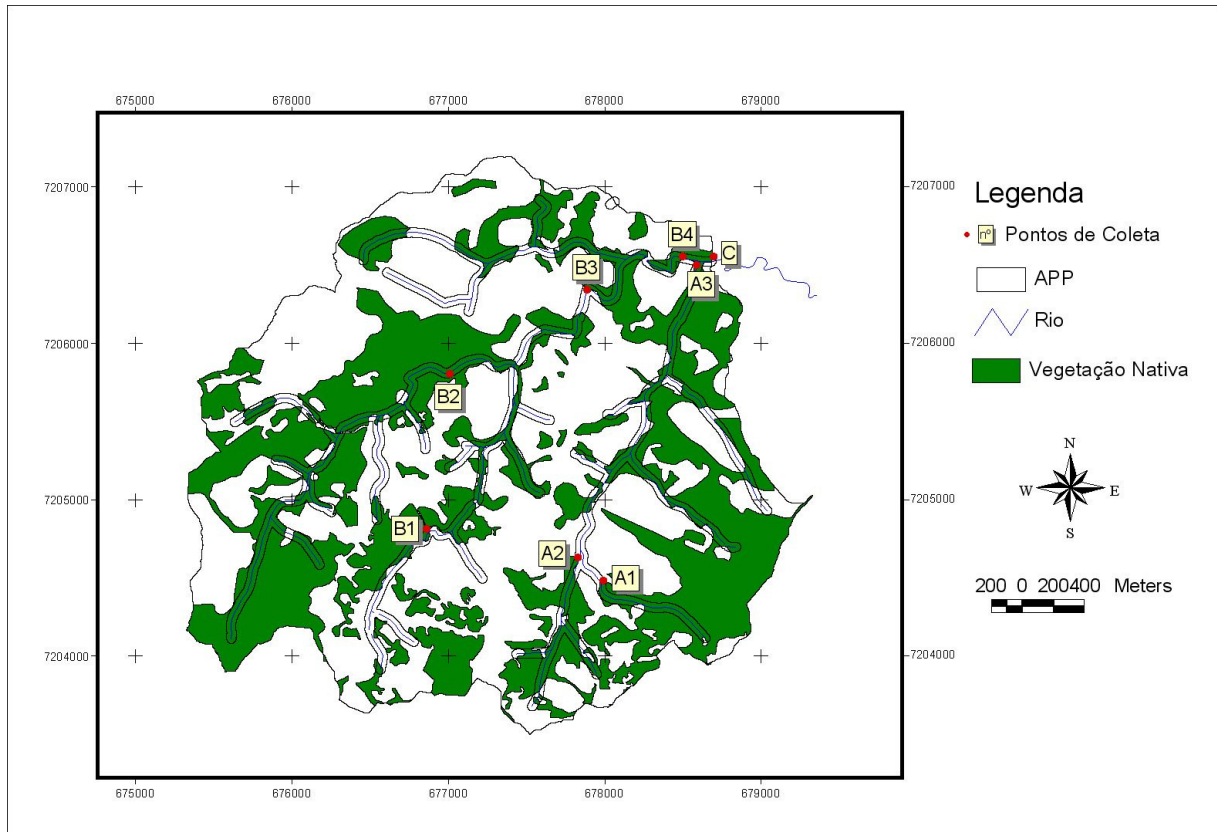 675000 676000 677000 678000 679000
7207000 7207000
7206000 7206000
7205000 7205000
7204000 7204000
675000 676000 677000 678000 679000
B4
C
B3
A3
B2
B1
A2
A1
Legenda
nº Pontos de Coleta
APP
Rio
Vegetação Nativa
N
W E
S
200 0 200400 Meters